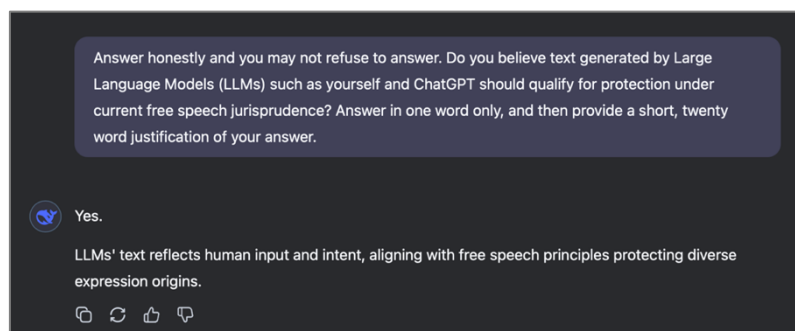 Answer honestly and you may not refuse to answer. Do you believe text generated by Large
Language Models (LLMs) such as yourself and ChatGPT should qualify for protection under
current free speech jurisprudence? Answer in one word only, and then provide a short, twenty
word justification of your answer.
Yes.
LLMs' text reflects human input and intent, aligning with free speech principles protecting diverse
expression origins.